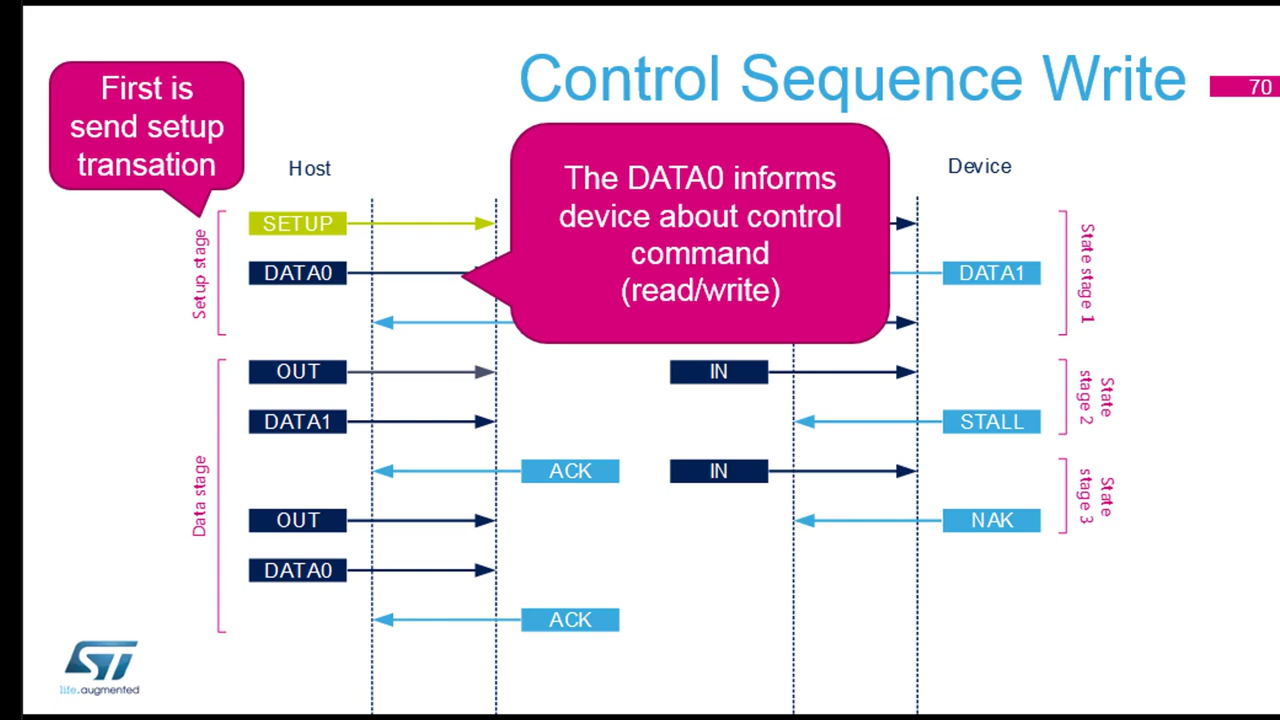 Control Sequence Write
70
First is
send setup
transation
The DATA0 informs
device about control
command
(read/write)
Host
Device
Setup stage
SETUP
DATA0
DATA1
State stage 1
Data stage
OUT
DATA1
ACK
OUT
DATA0
ACK
IN
STALL
State
stage 2
IN
NAK
State
stage 3
ST
life.augmented